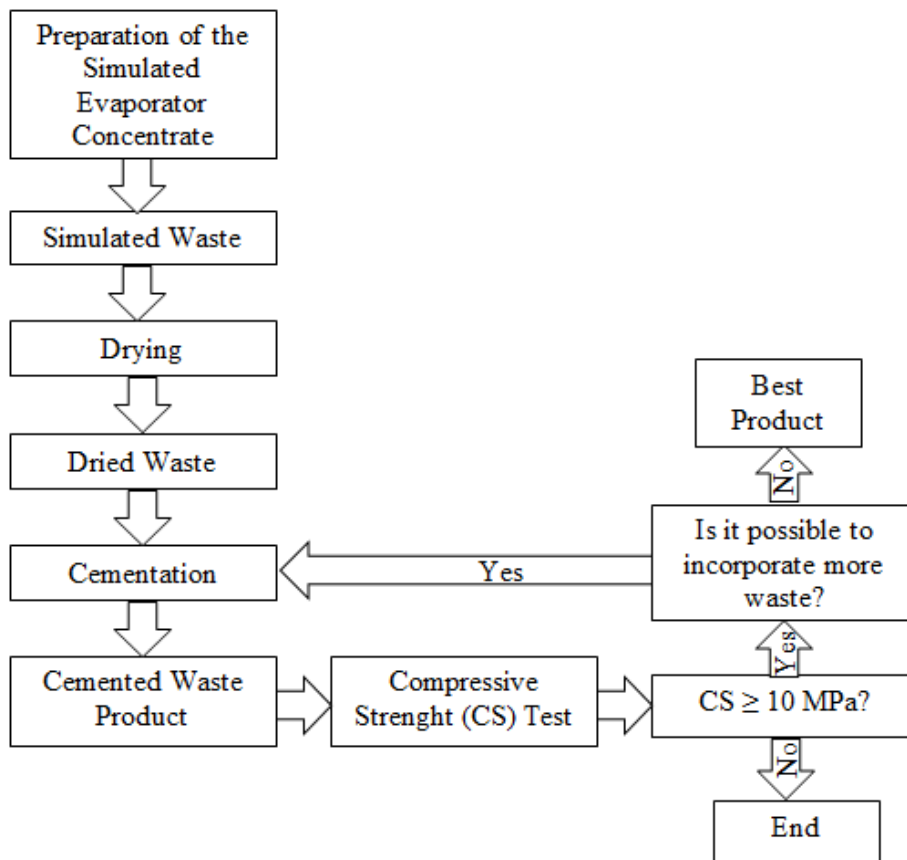 Preparation of the
Simulated
Evaporator
Concentrate
Simulated Waste
Drying
Dried Waste
Cementation
Cemented Waste
Product
Compressive
Strenght (CS) Test
CS ≥ 10 MPa?
Yes
No
End
Is it possible to
incorporate more
waste?
Yes
No
Best
Product